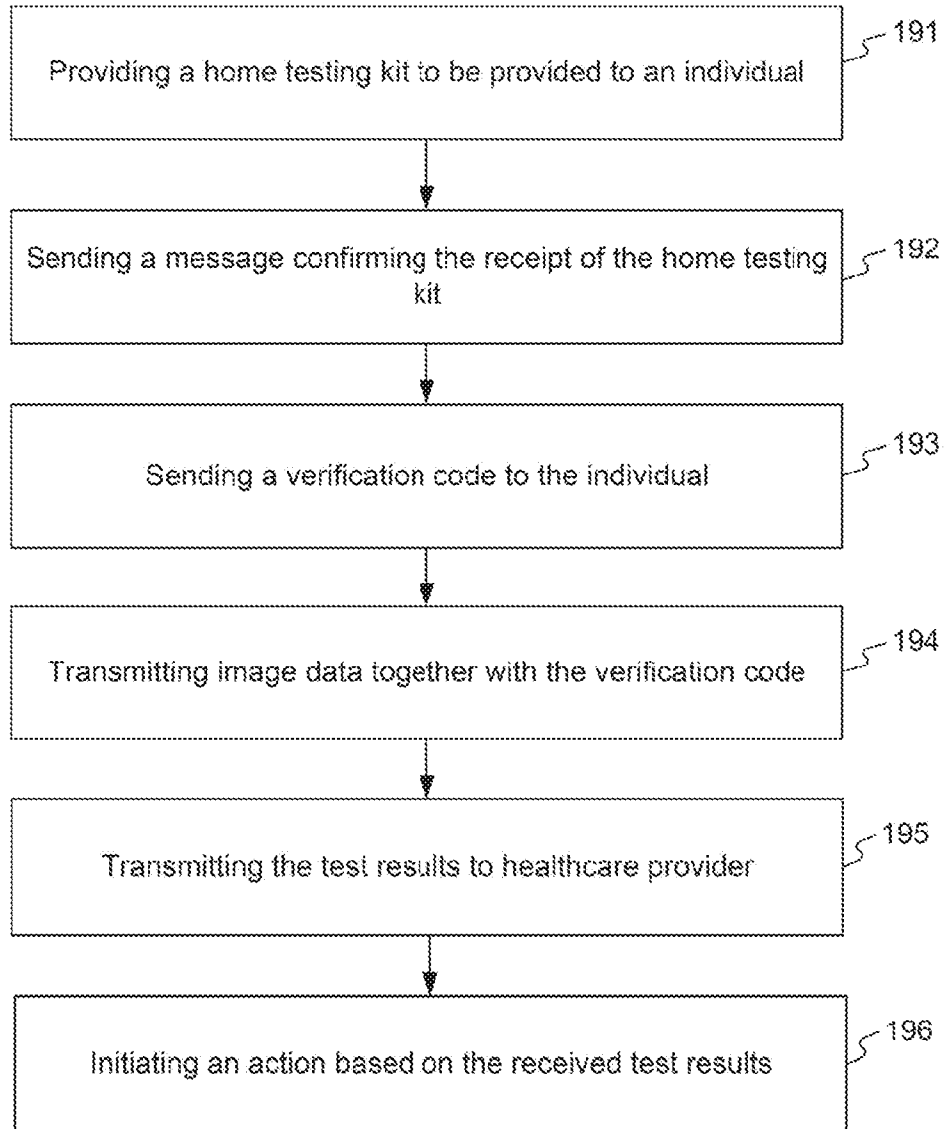 191
Providing a home testing kit to be provided to an individual
192
Sending a message confirming the receipt of the home testing
kit
193
Sending a verification code to the individual
194
Transmitting image data together with the verification code
195
Transmitting the test results to healthcare provider
196
Initiating an action based on the received test results